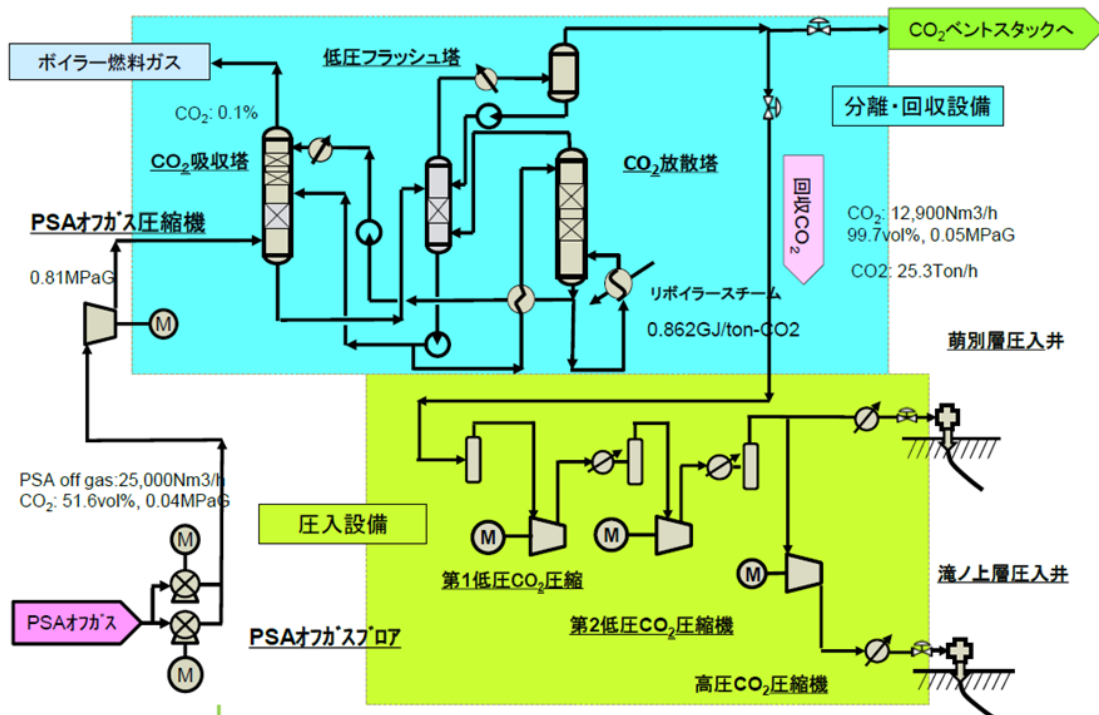 CO₂ベントスタックへ
ボイラー燃料ガス
低圧フラッシュ塔
CO₂: 0.1%
分離・回収設備
CO₂吸収塔
CO₂放散塔
回収CO₂
PSAオフガス圧縮機
CO₂: 12,900Nm3/h
99.7vol%, 0.05MPaG
0.81MPaG
CO2: 25.3Ton/h
リボイラースチーム
M
0.862GJ/ton-CO2
萌別層圧入井
PSA off gas:25,000Nm3/h
CO₂: 51.6vol%, 0.04MPaG
圧入設備
M
M
M
第1低圧CO₂圧縮
M
滝ノ上層圧入井
PSAオフガス
第2低圧CO₂圧縮機
PSAオフガスブロア
M
高圧CO₂圧縮機